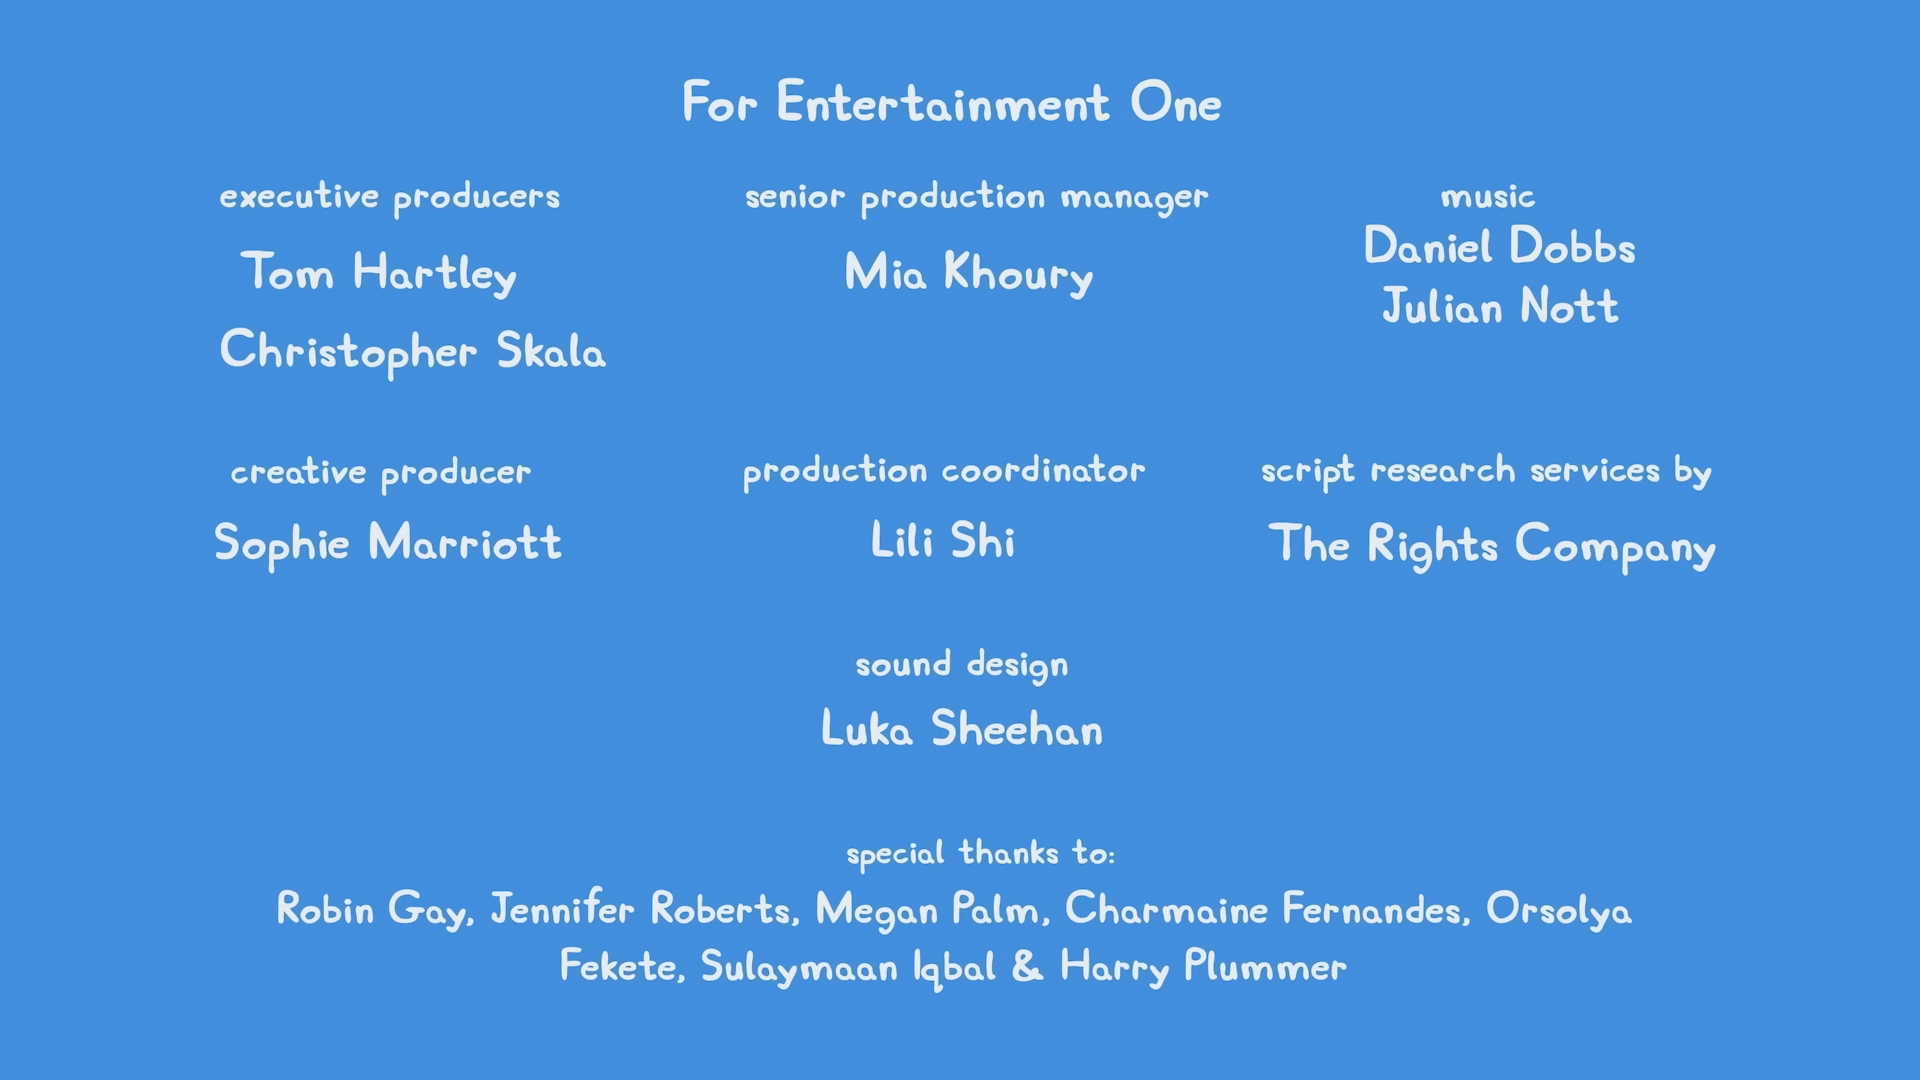 For Entertainment One
executive producers
Tom Hartley
Christopher Skala
senior production manager
Mia Khoury
music
Daniel Dobbs
Julian Nott
creative producer
Sophie Marriott
production coordinator
Lili Shi
script research services by
The Rights Company
sound design
Luka Sheehan
special thanks to:
Robin Gay, Jennifer Roberts, Megan Palm, Charmaine Fernandes, Orsolya
Fekete, Sulaymaan Iqbal & Harry Plummer